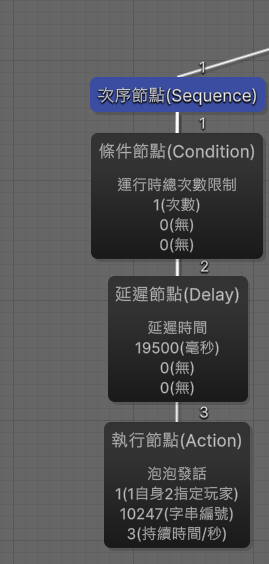 1
次序節點(Sequence)
1
條件節點(Condition)
運行時總次數限制
1(次數)
0(無)
0(無)
2
延遲節點(Delay)
延遲時間
19500(毫秒)
0(無)
0(無)
3
執行節點(Action)
泡泡發話
1(1自身2指定玩家)
10247(字串編號)
3(持續時間/秒)